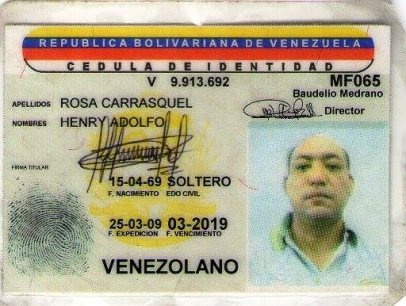 REPUBLICA BOLIVARIANA DE VENEZUELA
CEDULA DE IDENTIDAD
V 9.913.692 MF065
Baudelio Medrano
Director
APELLIDOS ROSA CARRASQUEL
NOMBRES HENRY ADOLFO
FIRMA TITULAR
15-04-69 SOLTERO
F. NACIMIENTO EDO CIVIL
25-03-09 03-2019
F. EXPEDICION F. VENCIMIENTO
VENEZOLANO